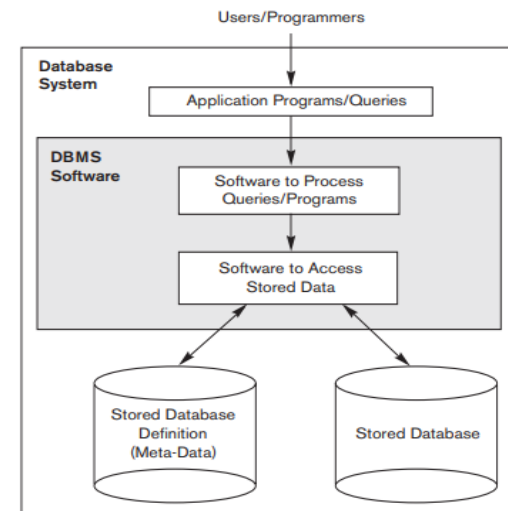 Users/Programmers
Database
System
Application Programs/Queries
DBMS
Software
Software to Process
Queries/Programs
Software to Access
Stored Data
Stored Database
Definition
(Meta-Data)
Stored Database